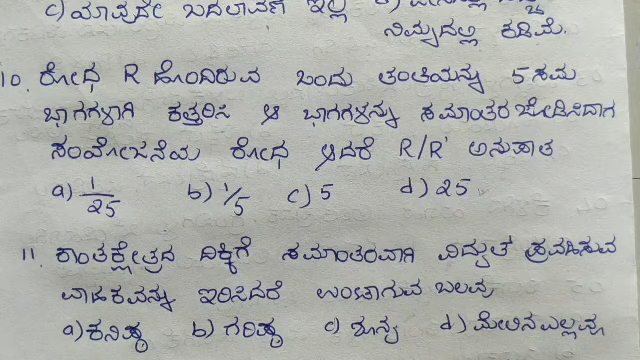 c) ಯಾವುದೇ ಬದಲಾವಣೆ ಇಲ್ಲ d)
ನಿಮ್ನದಲ್ಲಿ ಕಡಿಮೆ.
10. ರೋಧ R ಹೊಂದಿರುವ ಒಂದು ತಂತಿಯನ್ನು 5 ಸಮ
ಭಾಗಗಳಾಗಿ ಕತ್ತರಿಸಿ ಆ ಭಾಗಗಳನ್ನು ಸಮಾಂತರ ಜೋಡಿಸಿದಾಗ
ಸಂಯೋಜನೆಯ ರೋಧ ಆದರೆ R/R' ಅನುಪಾತ
a) 1/25 b) 1/5 c) 5 d) 25
11. ಕಾಂತಕ್ಷೇತ್ರದ ದಿಕ್ಕಿಗೆ ಸಮಾಂತರವಾಗಿ ವಿದ್ಯುತ್ ಪ್ರವಹಿಸುವ
ವಾಹಕವನ್ನು ಇರಿಸಿದರೆ ಉಂಟಾಗುವ ಬಲವು
a) ಕನಿಷ್ಠ b) ಗರಿಷ್ಠ c) ಶೂನ್ಯ d) ಮೇಲಿನ ಎಲ್ಲವೂ